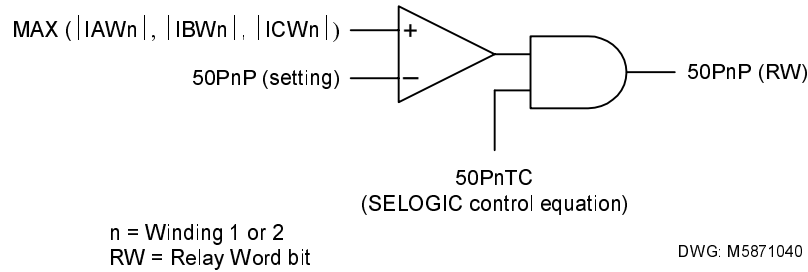 MAX (|IAWn|, |IBWn|, |ICWn|)
+
50PnP (setting)
−
50PnP (RW)
50PnTC
(SELOGIC control equation)
n = Winding 1 or 2
RW = Relay Word bit
DWG: M5871040